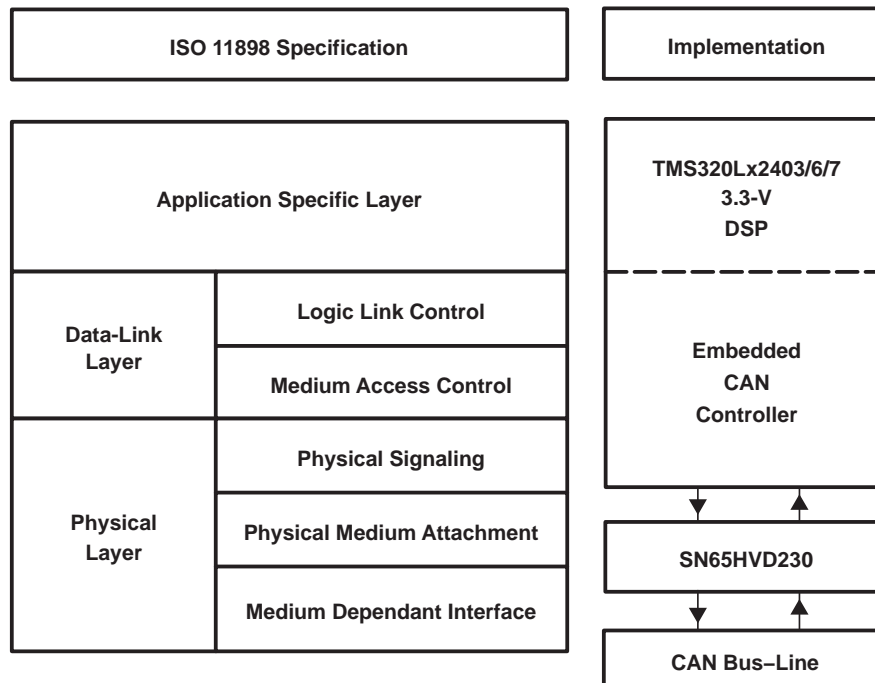 ISO 11898 Specification
Implementation
Application Specific Layer
Data-Link
Layer
Logic Link Control
Medium Access Control
Physical
Layer
Physical Signaling
Physical Medium Attachment
Medium Dependant Interface
TMS320Lx2403/6/7
3.3-V
DSP
Embedded
CAN
Controller
SN65HVD230
CAN Bus–Line